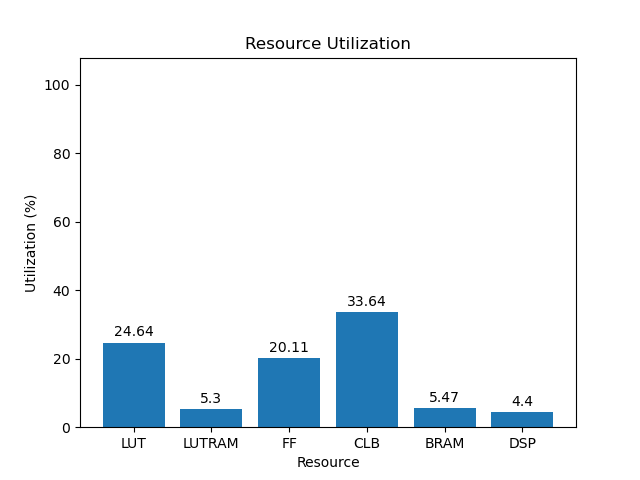 Resource Utilization
100
80
60
40
20
0
Utilization (%)
24.64
5.3
20.11
33.64
5.47
4.4
LUT
LUTRAM
FF
CLB
BRAM
DSP
Resource